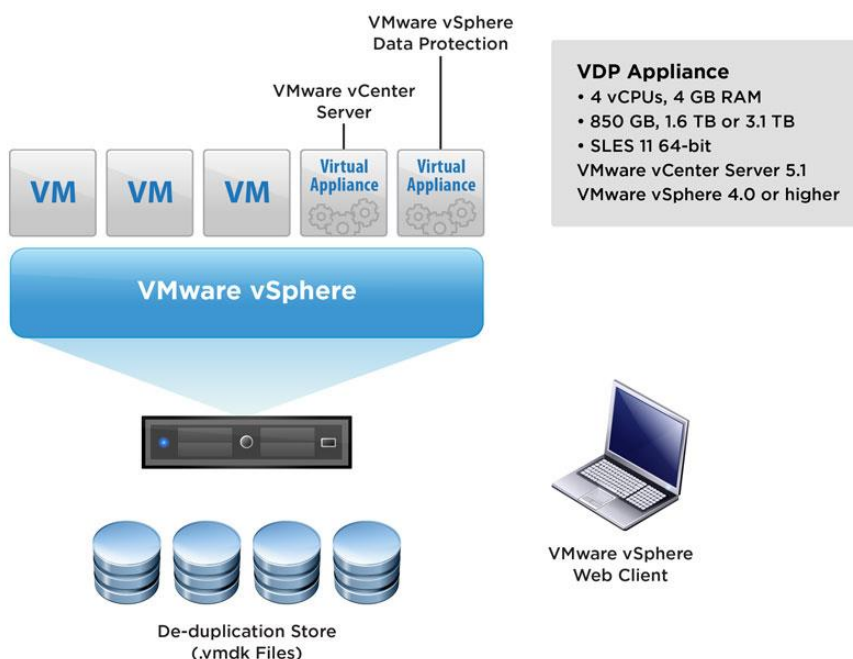 VMware vSphere
Data Protection
VMware vCenter
Server
VM
VM
VM
Virtual
Appliance
Virtual
Appliance
VMware vSphere
VDP Appliance
• 4 vCPUs, 4 GB RAM
• 850 GB, 1.6 TB or 3.1 TB
• SLES 11 64-bit
VMware vCenter Server 5.1
VMware vSphere 4.0 or higher
VMware vSphere
Web Client
De-duplication Store
(.vmdk Files)